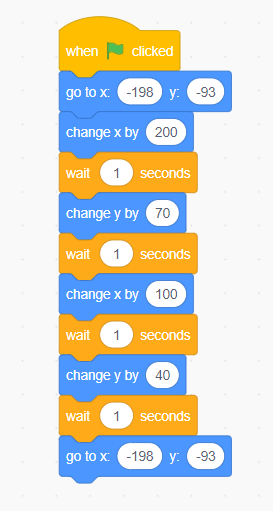 when clicked
go to x: -198 y: -93
change x by 200
wait 1 seconds
change y by 70
wait 1 seconds
change x by 100
wait 1 seconds
change y by 40
wait 1 seconds
go to x: -198 y: -93